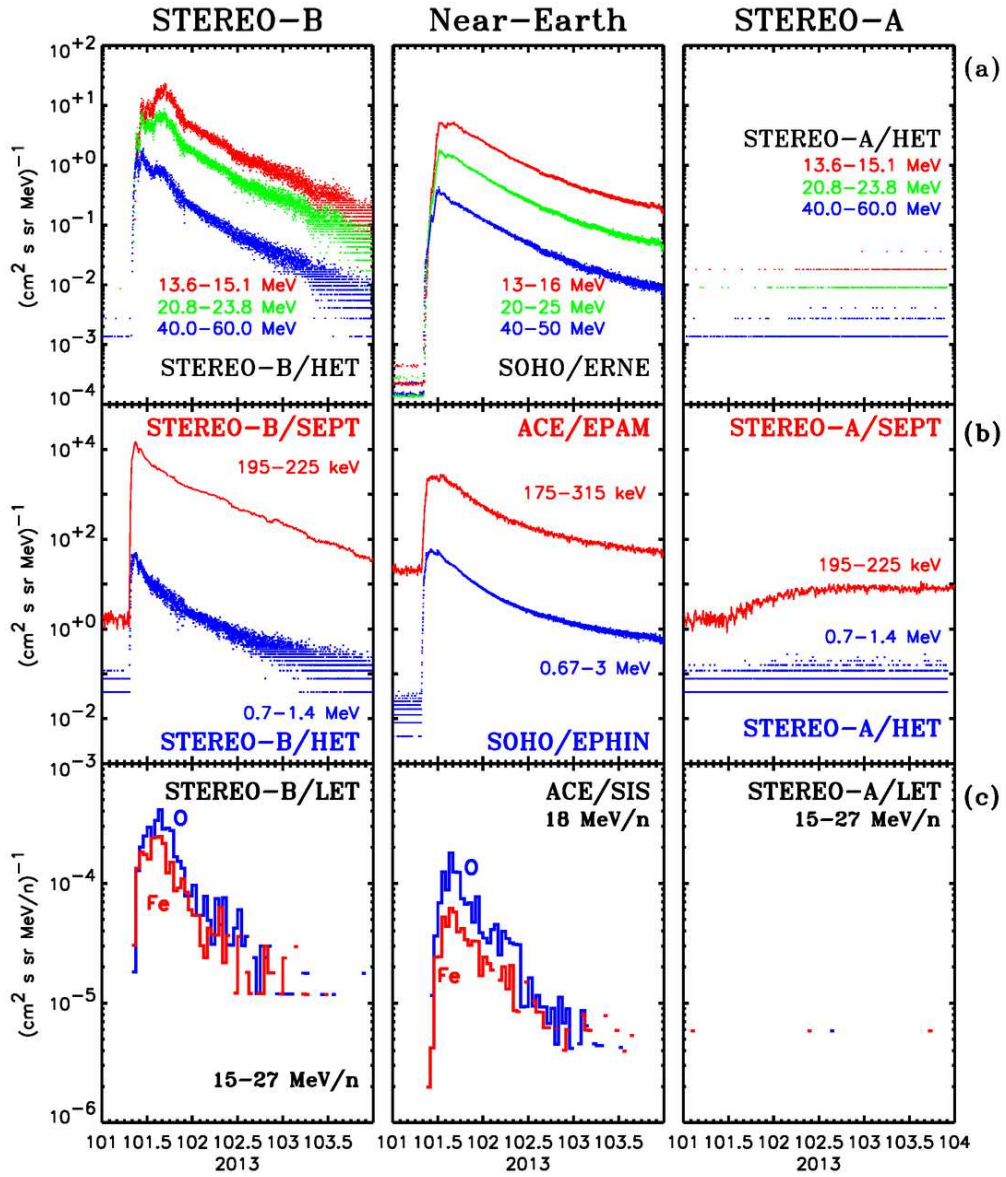 STEREO-B Near-Earth STEREO-A
10⁺² (a)
10⁺¹
10⁺⁰
10⁻¹
10⁻²
10⁻³
10⁻⁴
(cm² s sr MeV)⁻¹
13.6-15.1 MeV
20.8-23.8 MeV
40.0-60.0 MeV
STEREO-B/HET
13-16 MeV
20-25 MeV
40-50 MeV
SOHO/ERNE
STEREO-A/HET
13.6-15.1 MeV
20.8-23.8 MeV
40.0-60.0 MeV
(b)
10⁺⁴
10⁺²
10⁺⁰
10⁻²
(cm² s sr MeV)⁻¹
STEREO-B/SEPT
195-225 keV
0.7-1.4 MeV
STEREO-B/HET
ACE/EPAM
175-315 keV
0.67-3 MeV
SOHO/EPHIN
STEREO-A/SEPT
195-225 keV
0.7-1.4 MeV
STEREO-A/HET
(c)
10⁻³
10⁻⁴
10⁻⁵
10⁻⁶
(cm² s sr MeV/n)⁻¹
STEREO-B/LET
O
Fe
15-27 MeV/n
ACE/SIS
18 MeV/n
O
Fe
STEREO-A/LET
15-27 MeV/n
101 101.5 102 102.5 103 103.5 101 101.5 102 102.5 103 103.5 101 101.5 102 102.5 103 103.5 104
2013 2013 2013